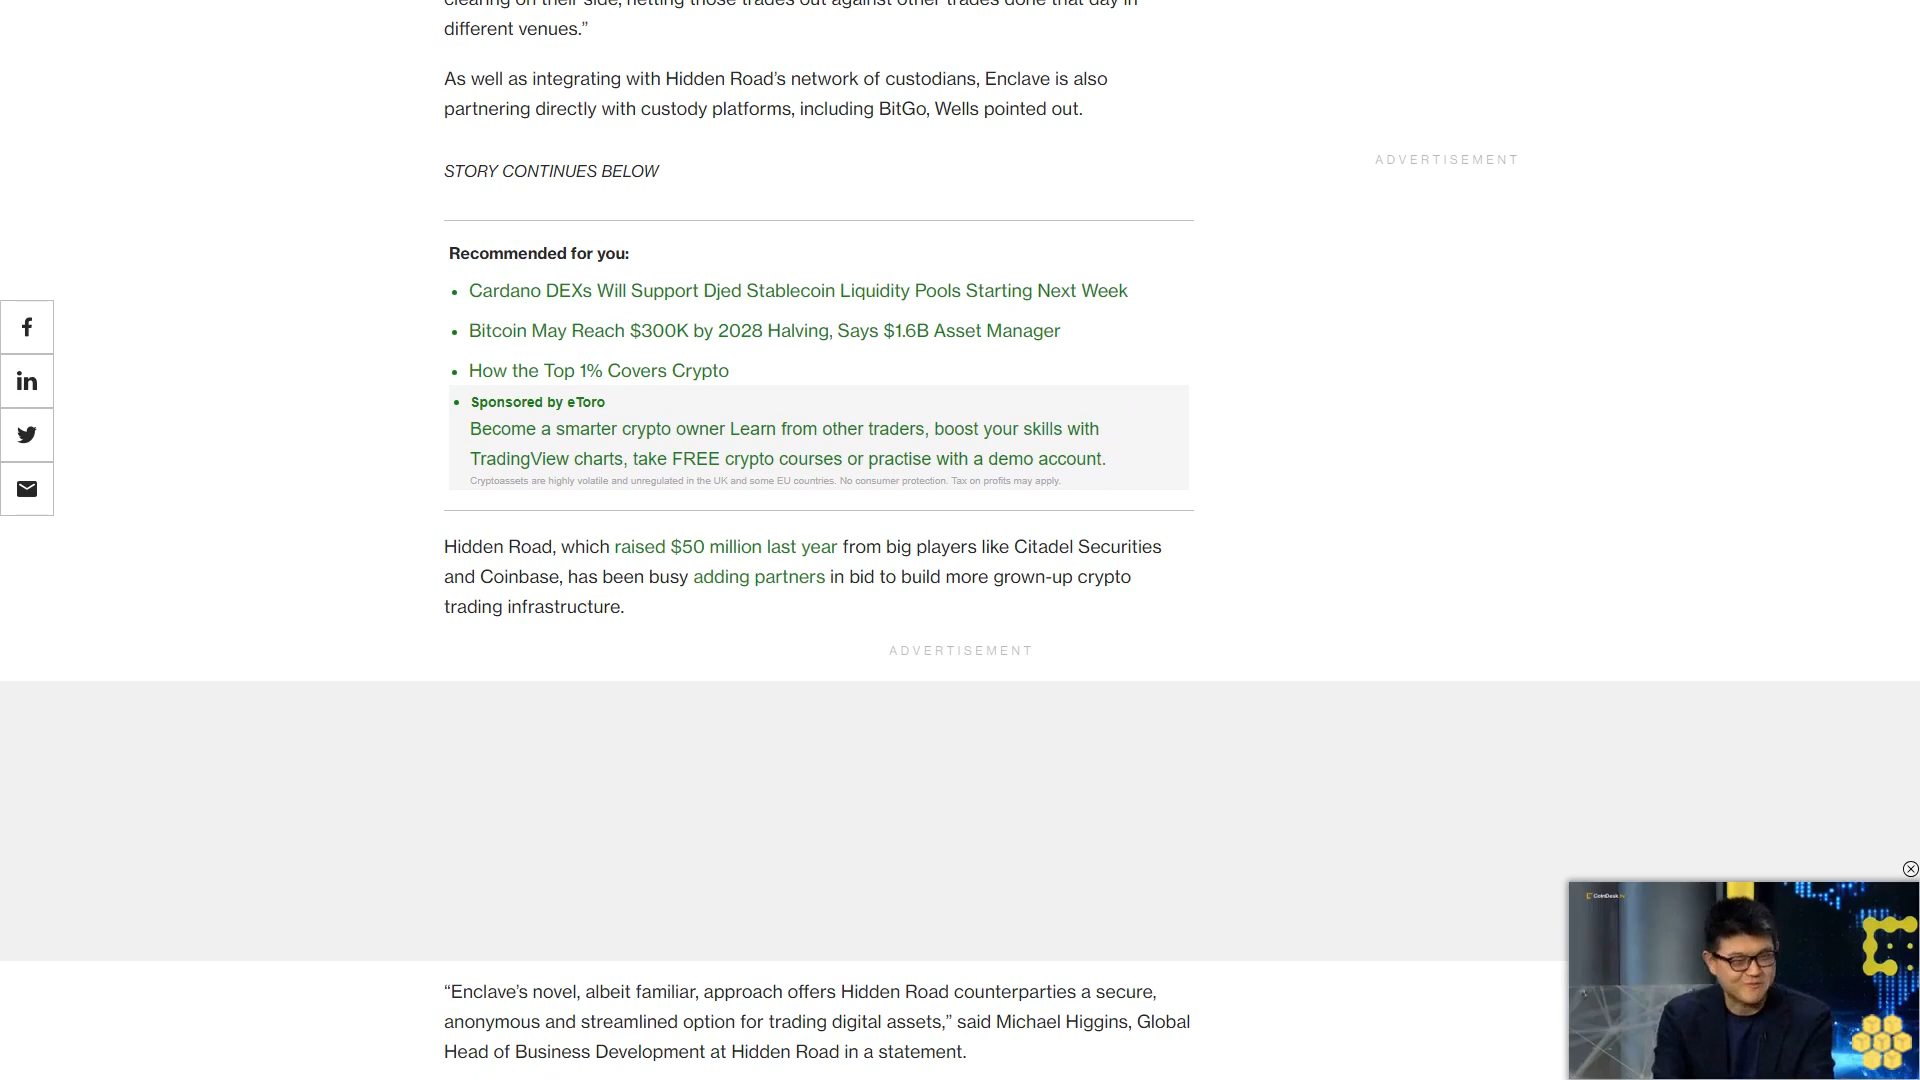 clearing on their side, netting those trades out against other trades done that day in
different venues.”
As well as integrating with Hidden Road’s network of custodians, Enclave is also
partnering directly with custody platforms, including BitGo, Wells pointed out.
ADVERTISEMENT
STORY CONTINUES BELOW
Recommended for you:
• Cardano DEXs Will Support Djed Stablecoin Liquidity Pools Starting Next Week
• Bitcoin May Reach $300K by 2028 Halving, Says $1.6B Asset Manager
• How the Top 1% Covers Crypto
• Sponsored by eToro
Become a smarter crypto owner Learn from other traders, boost your skills with
TradingView charts, take FREE crypto courses or practise with a demo account.
Cryptoassets are highly volatile and unregulated in the UK and some EU countries. No consumer protection. Tax on profits may apply.
Hidden Road, which raised $50 million last year from big players like Citadel Securities
and Coinbase, has been busy adding partners in bid to build more grown-up crypto
trading infrastructure.
ADVERTISEMENT
CoinDesk
“Enclave’s novel, albeit familiar, approach offers Hidden Road counterparties a secure,
anonymous and streamlined option for trading digital assets,” said Michael Higgins, Global
Head of Business Development at Hidden Road in a statement.